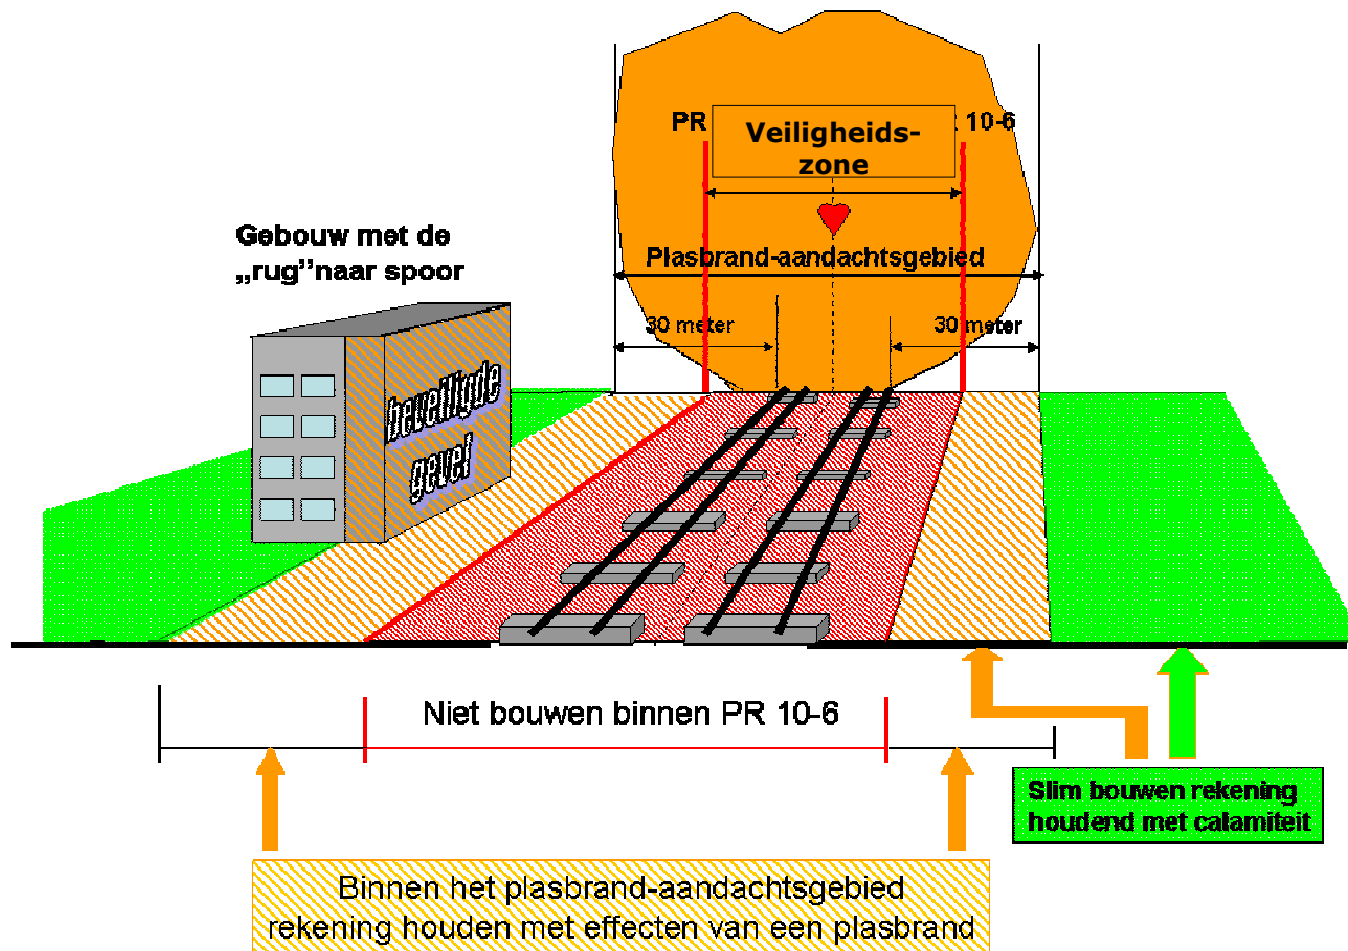 PR
Veiligheids-
zone
10-6
Gebouw met de
„rug”naar spoor
Plasbrand-aandachtsgebied
30 meter
30 meter
beveiligde
gevel
Niet bouwen binnen PR 10-6
Slim bouwen rekening
houdend met calamiteit
Binnen het plasbrand-aandachtsgebied
rekening houden met effecten van een plasbrand